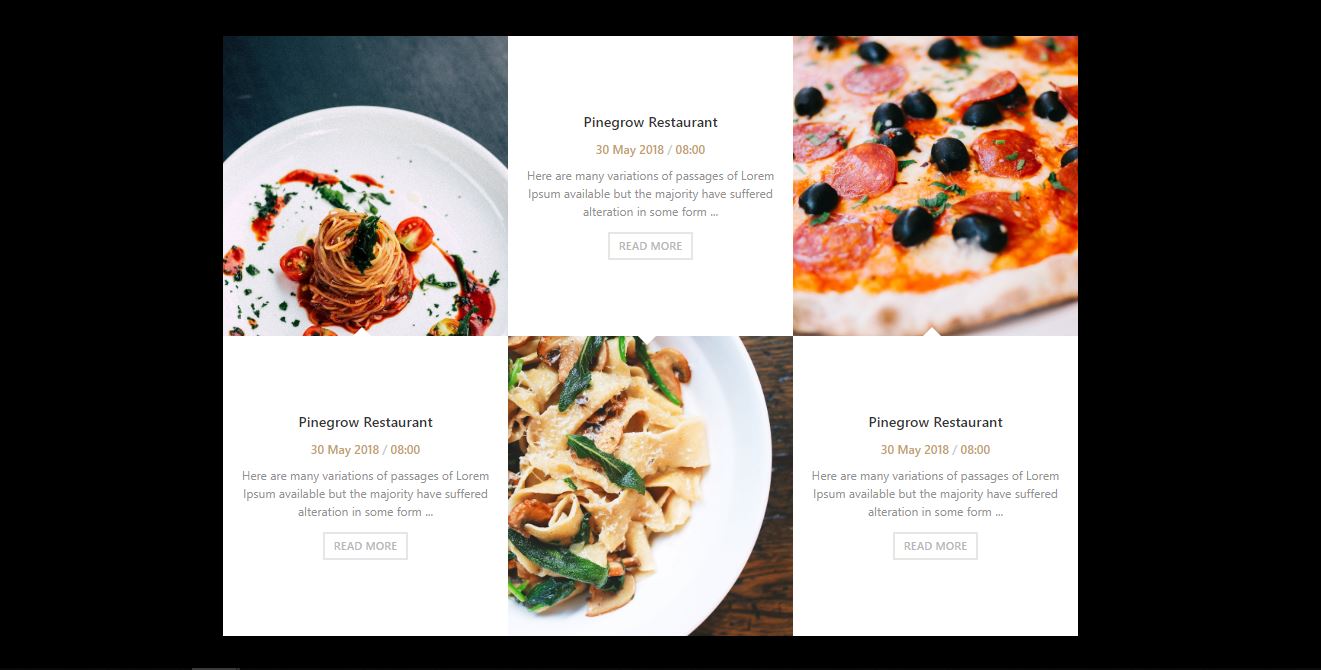 Pinegrow Restaurant
30 May 2018 / 08:00
Here are many variations of passages of Lorem
Ipsum available but the majority have suffered
alteration in some form ...
READ MORE
Pinegrow Restaurant
30 May 2018 / 08:00
Here are many variations of passages of Lorem
Ipsum available but the majority have suffered
alteration in some form ...
READ MORE
Pinegrow Restaurant
30 May 2018 / 08:00
Here are many variations of passages of Lorem
Ipsum available but the majority have suffered
alteration in some form ...
READ MORE